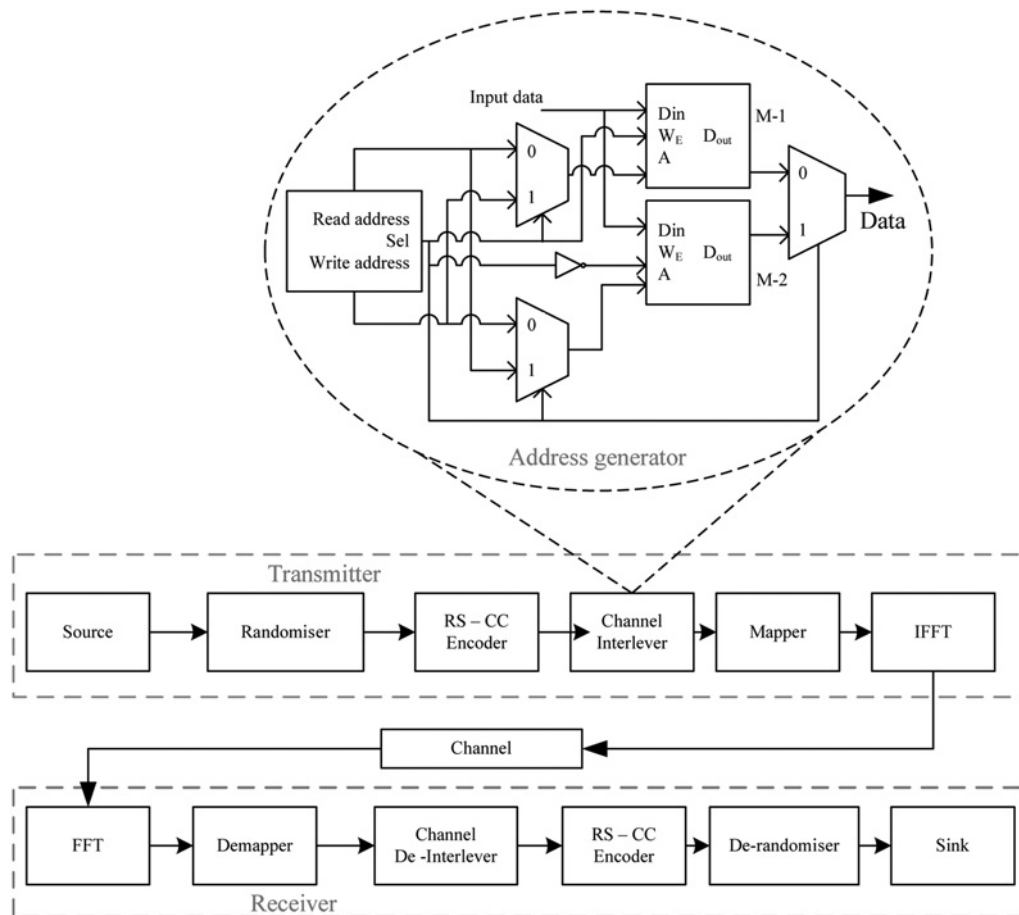 Input data
Din
WE Dout
A
M-1
0
1
Read address
Sel
Write address
Din
WE Dout
A
M-2
0
1
Data
0
1
Address generator
Transmitter
Source
Randomiser
RS – CC
Encoder
Channel
Interlever
Mapper
IFFT
Channel
FFT
Demapper
Channel
De -Interlever
RS – CC
Encoder
De-randomiser
Sink
Receiver